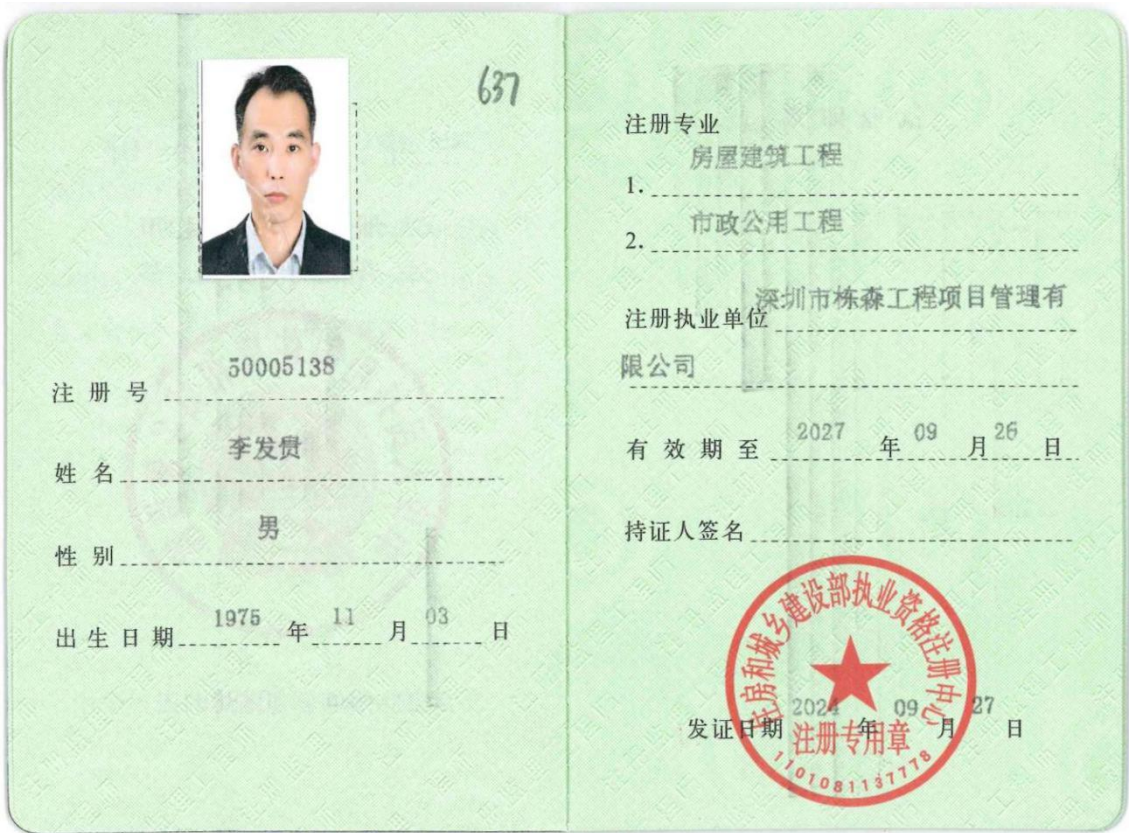 637
注册号 50005138
姓名 李发贵
性别 男
出生日期 1975 年 11 月 03 日
注册专业
1. 房屋建筑工程
2. 市政公用工程
注册执业单位 深圳市栋森工程项目管理有
限公司
有效期至 2027 年 09 月 26 日
持证人签名
住房和城乡建设部执业资格注册中心
发证日期 2024 年 09 月 27 日
注册专用章
1101081137778